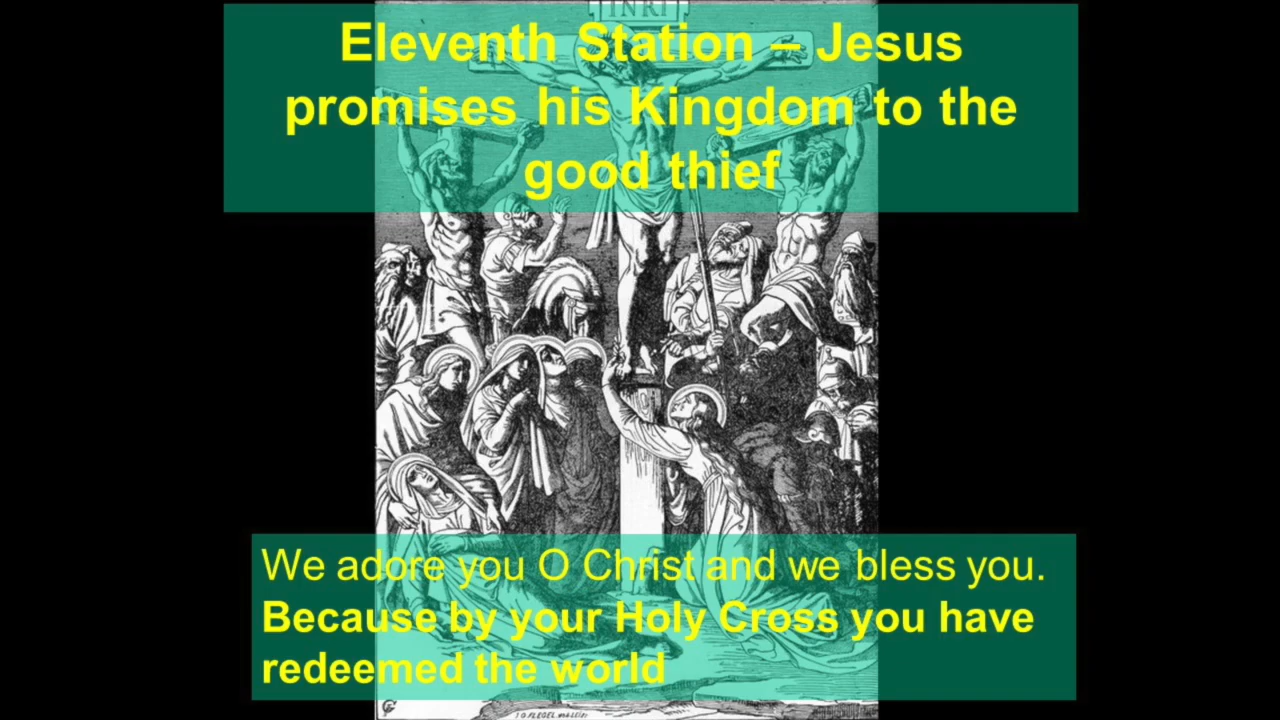 INRI
Eleventh Station – Jesus
promises his Kingdom to the
good thief
We adore you O Christ and we bless you.
Because by your Holy Cross you have
redeemed the world